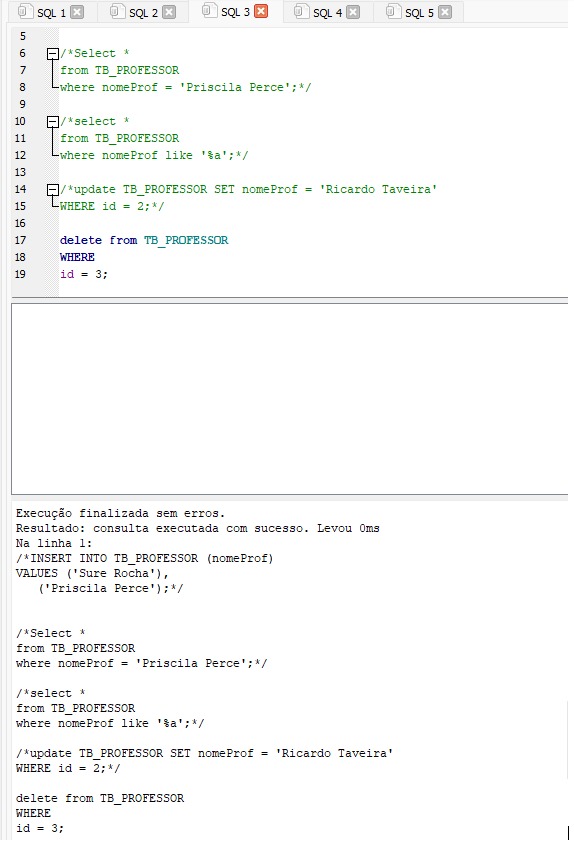 SQL 1 SQL 2 SQL 3 SQL 4 SQL 5
5
6 /*Select *
7 from TB_PROFESSOR
8 where nomeProf = 'Priscila Perce';*/
9
10 /*select *
11 from TB_PROFESSOR
12 where nomeProf like '%a';*/
13
14 /*update TB_PROFESSOR SET nomeProf = 'Ricardo Taveira'
15 WHERE id = 2;*/
16
17 delete from TB_PROFESSOR
18 WHERE
19 id = 3;
Execução finalizada sem erros.
Resultado: consulta executada com sucesso. Levou 0ms
Na linha 1:
/*INSERT INTO TB_PROFESSOR (nomeProf)
VALUES ('Sure Rocha'),
('Priscila Perce');*/
/*Select *
from TB_PROFESSOR
where nomeProf = 'Priscila Perce';*/
/*select *
from TB_PROFESSOR
where nomeProf like '%a';*/
/*update TB_PROFESSOR SET nomeProf = 'Ricardo Taveira'
WHERE id = 2;*/
delete from TB_PROFESSOR
WHERE
id = 3;